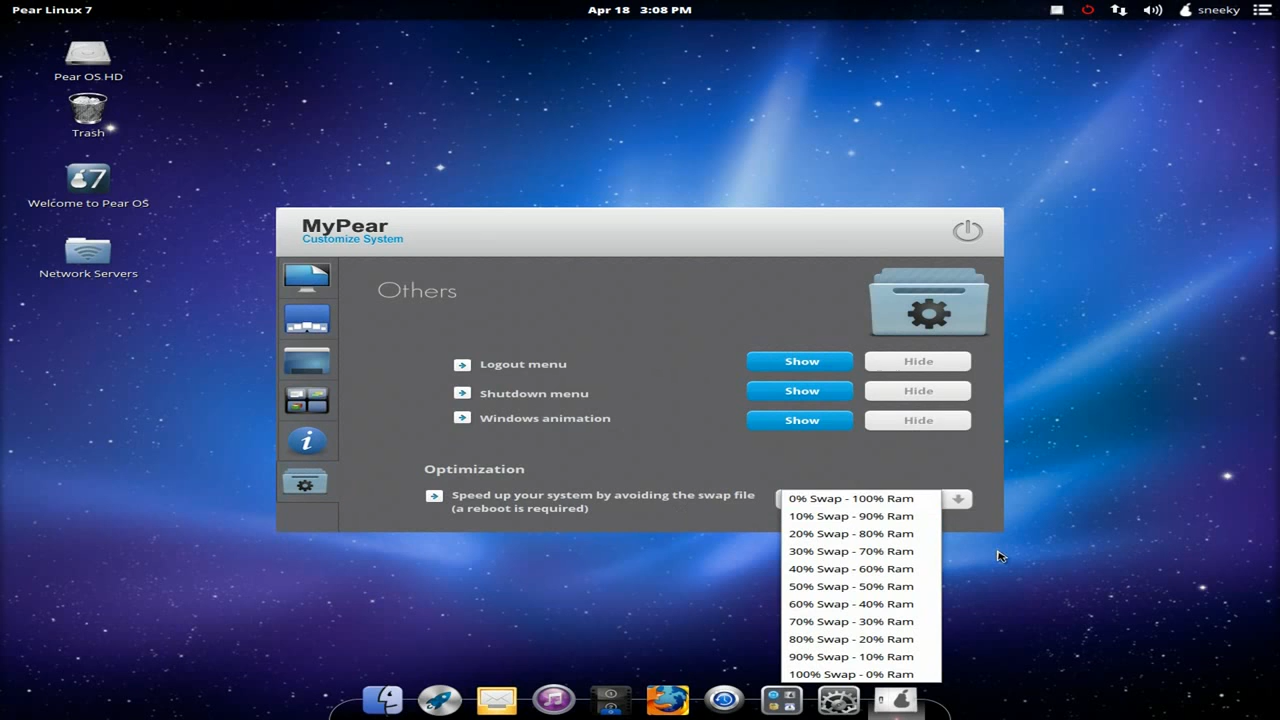 Pear Linux 7
Apr 18 3:08 PM
sneeky
Pear OS HD
Trash
7
Welcome to Pear OS
Network Servers
MyPear
Customize System
Others
Logout menu Show Hide
Shutdown menu Show Hide
Windows animation Show Hide
Optimization
Speed up your system by avoiding the swap file
(a reboot is required)
0% Swap - 100% Ram
10% Swap - 90% Ram
20% Swap - 80% Ram
30% Swap - 70% Ram
40% Swap - 60% Ram
50% Swap - 50% Ram
60% Swap - 40% Ram
70% Swap - 30% Ram
80% Swap - 20% Ram
90% Swap - 10% Ram
100% Swap - 0% Ram